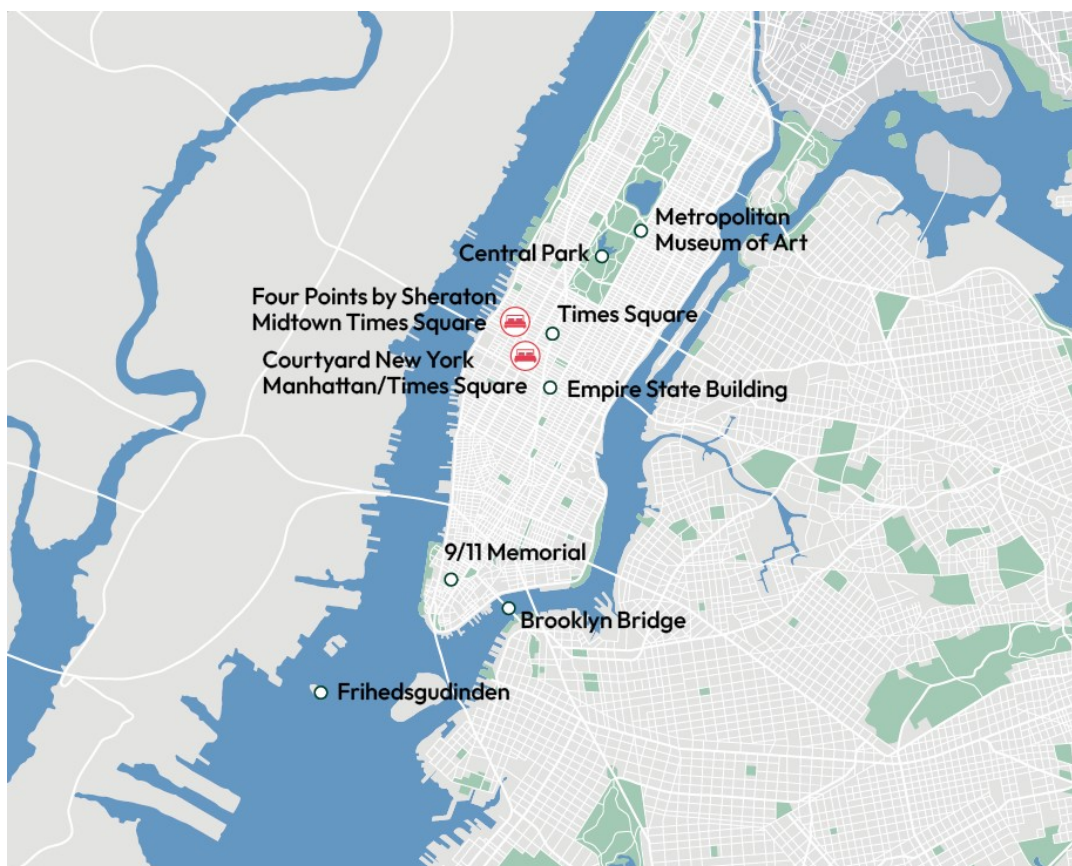 Metropolitan
Museum of Art
Central Park
Four Points by Sheraton
Midtown Times Square
Times Square
Courtyard New York
Manhattan/Times Square
Empire State Building
9/11 Memorial
Brooklyn Bridge
Frihedsgudinden